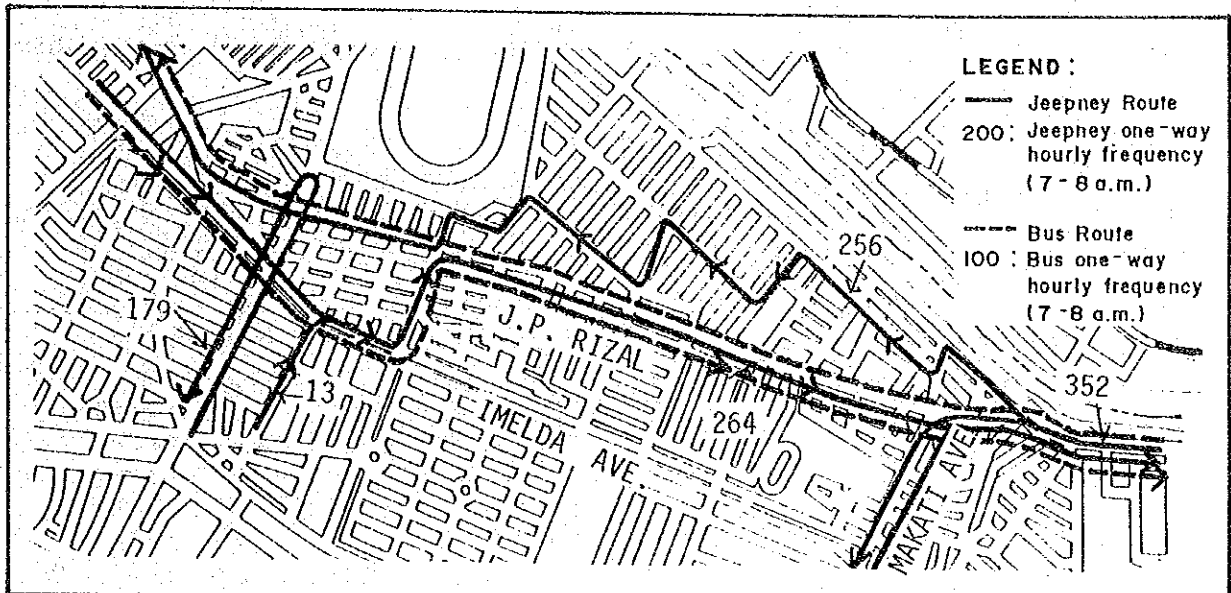 LEGEND :
Jeepney Route
200 : Jeepney one-way
hourly frequency
(7-8 a.m.)
Bus Route
100 : Bus one-way
hourly frequency
(7-8 a.m.)
256
179
J.P. RIZAL
352
13
IMELDA
AVE.
264
MAKATI AVE